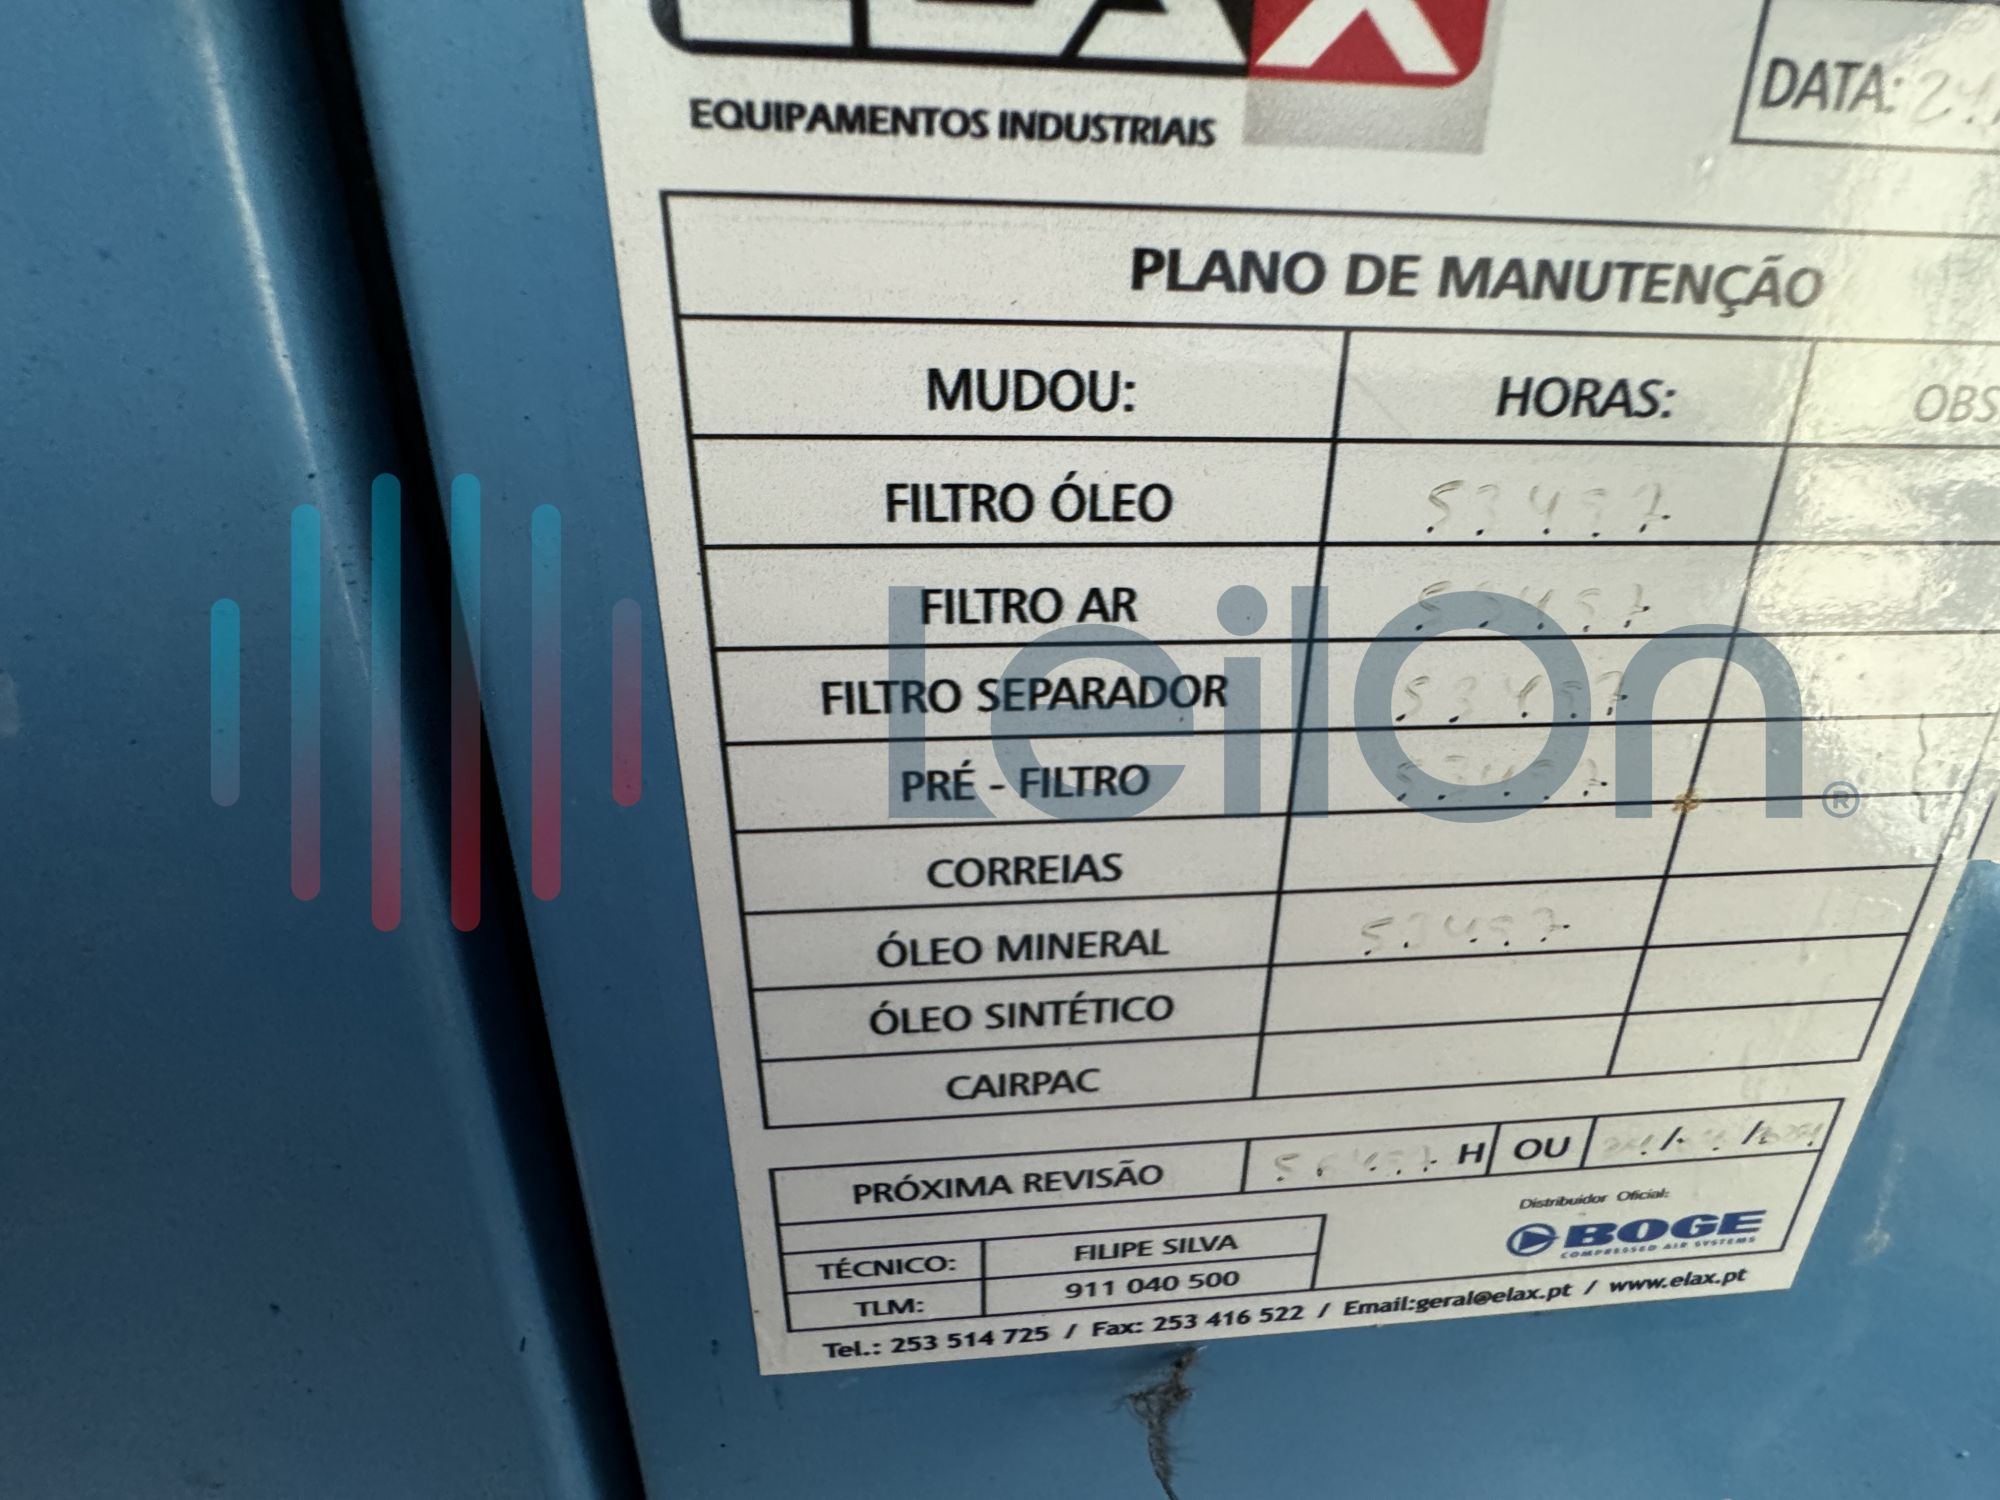 ELAX
EQUIPAMENTOS INDUSTRIAIS
DATA:
PLANO DE MANUTENÇÃO
MUDOU: HORAS: OBS
FILTRO ÓLEO
FILTRO AR
FILTRO SEPARADOR
PRÉ - FILTRO
CORREIAS
ÓLEO MINERAL
ÓLEO SINTÉTICO
CAIRPAC
PRÓXIMA REVISÃO H OU
Distribuidor Oficial:
BOGE
COMPRESSED AIR SYSTEMS
TÉCNICO: FILIPE SILVA
TLM: 911 040 500
Tel.: 253 514 725 / Fax: 253 416 522 / Email:geral@elax.pt / www.elax.pt
leilOn®